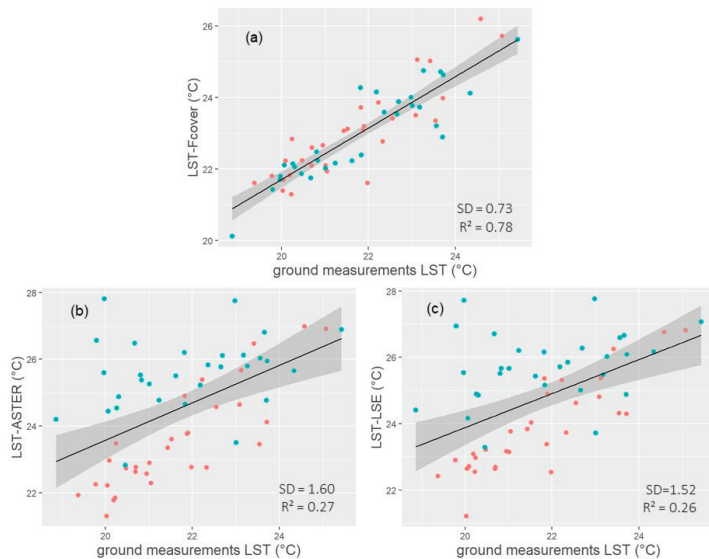 (a)
LST-Fcover (°C)
26
24
22
20
SD = 0.73
R² = 0.78
20
22
24
ground measurements LST (°C)
(b)
LST-ASTER (°C)
28
26
24
22
SD = 1.60
R² = 0.27
20
22
24
ground measurements LST (°C)
(c)
LST-LSE (°C)
28
26
24
22
SD=1.52
R² = 0.26
20
22
24
ground measurements LST (°C)